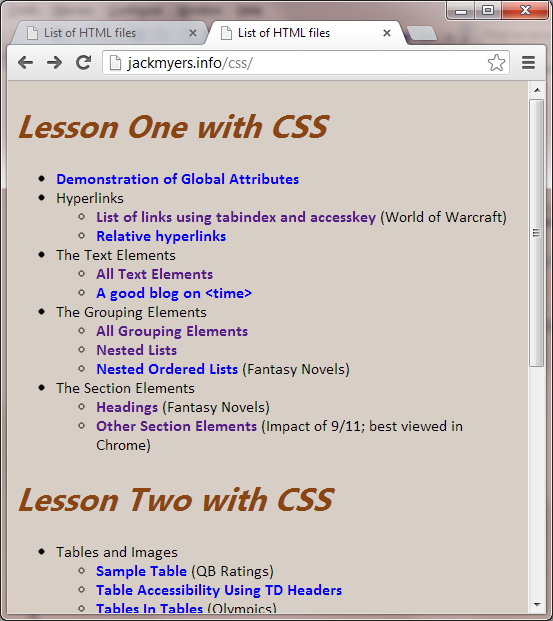 List of HTML files
List of HTML files
jackmyers.info/css/
Lesson One with CSS
Demonstration of Global Attributes
Hyperlinks
List of links using tabindex and accesskey (World of Warcraft)
Relative hyperlinks
The Text Elements
All Text Elements
A good blog on <time>
The Grouping Elements
All Grouping Elements
Nested Lists
Nested Ordered Lists (Fantasy Novels)
The Section Elements
Headings (Fantasy Novels)
Other Section Elements (Impact of 9/11; best viewed in
Chrome)
Lesson Two with CSS
Tables and Images
Sample Table (QB Ratings)
Table Accessibility Using TD Headers
Tables In Tables (Olympics)